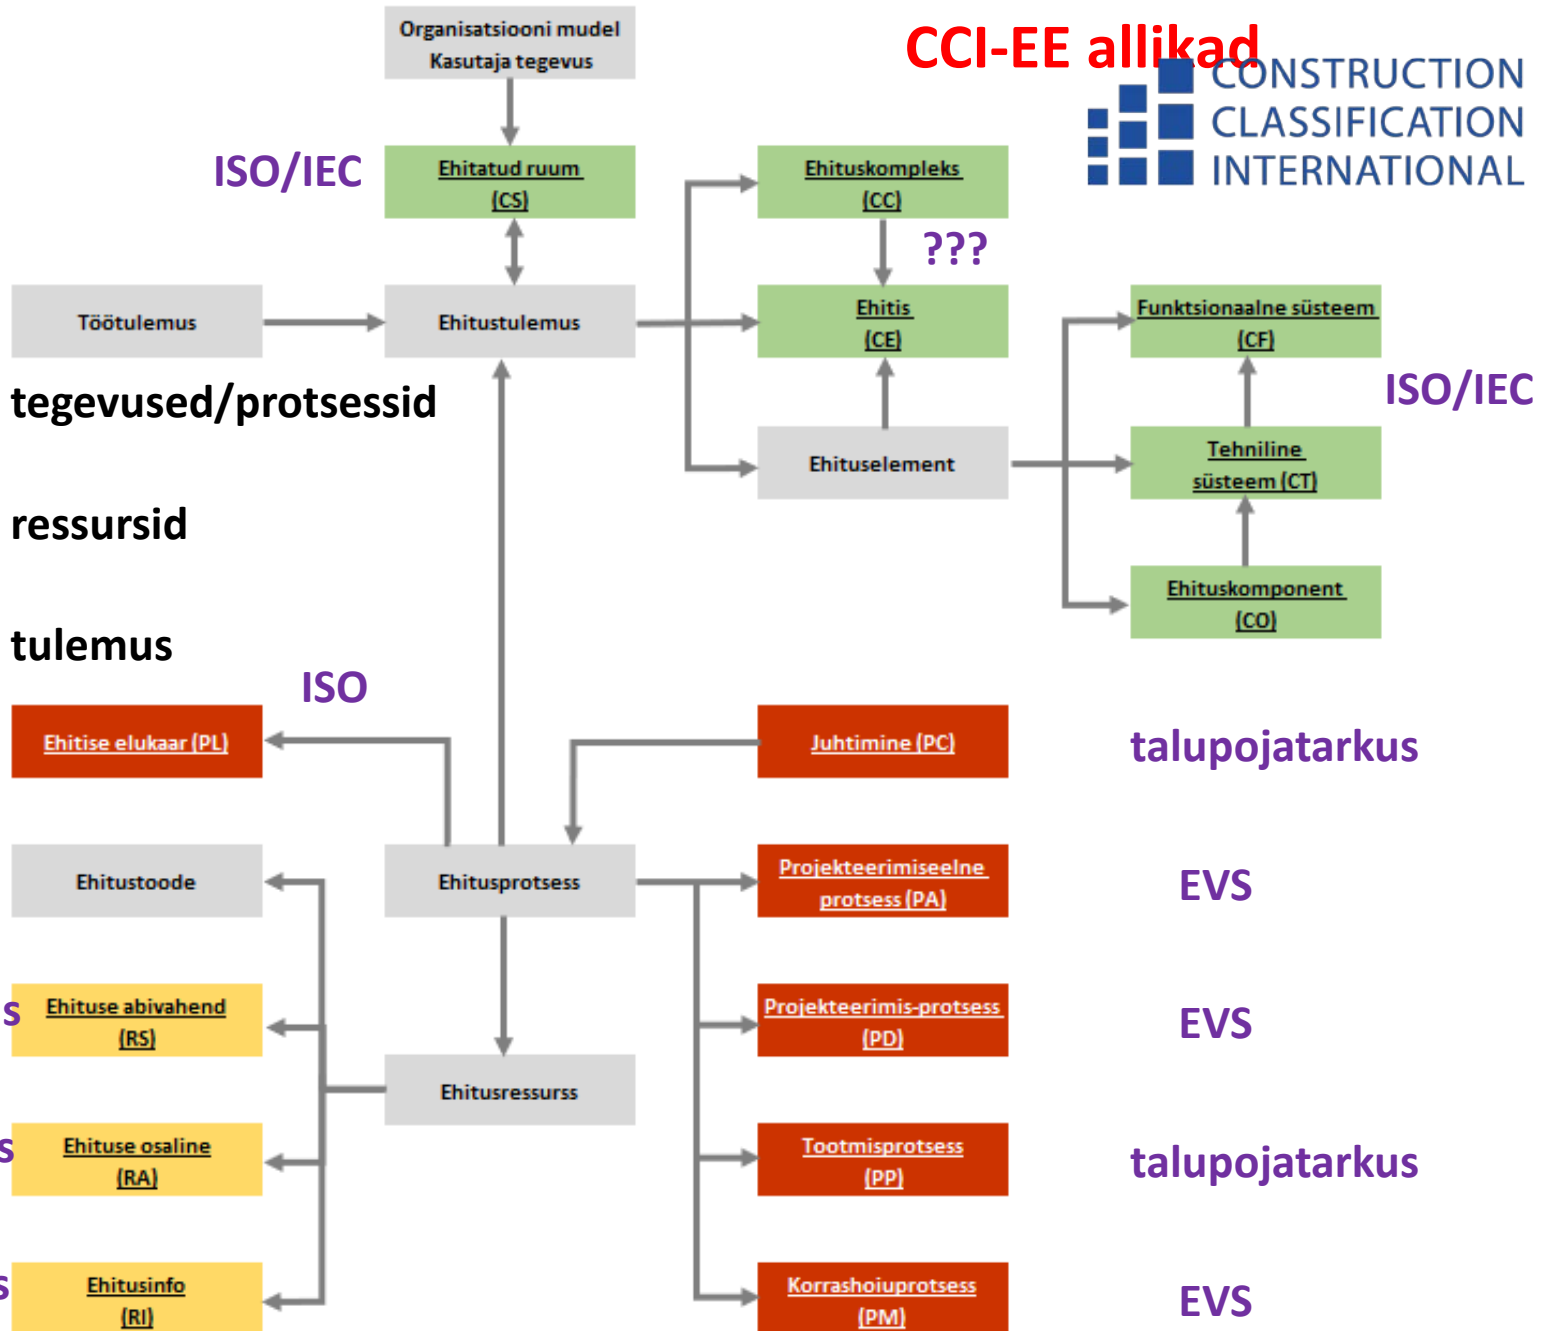 Organisatsiooni mudel
Kasutaja tegevus
CCI-EE allikad
CONSTRUCTION
CLASSIFICATION
INTERNATIONAL
ISO/IEC
Ehitatud ruum
(CS)
Ehituskompleks
(CC)
???
Töötulemus
Ehitustulemus
Ehitis
(CE)
Funktsionaalne süsteem
(CF)
tegevused/protsessid
ISO/IEC
Ehituselement
Tehniline
süsteem (CT)
ressursid
Ehituskomponent
(CO)
tulemus
ISO
Ehitise elukaar (PL)
Juhtimine (PC)
talupojatarkus
Ehitustoode
Ehitusprotsess
Projekteerimiseelne
protsess (PA)
EVS
s
Ehituse abivahend
(RS)
Projekteerimis-protsess
(PD)
EVS
Ehitusressurss
s
Ehituse osaline
(RA)
Tootmisprotsess
(PP)
talupojatarkus
s
Ehitusinfo
(RI)
Korrashoiuprotsess
(PM)
EVS